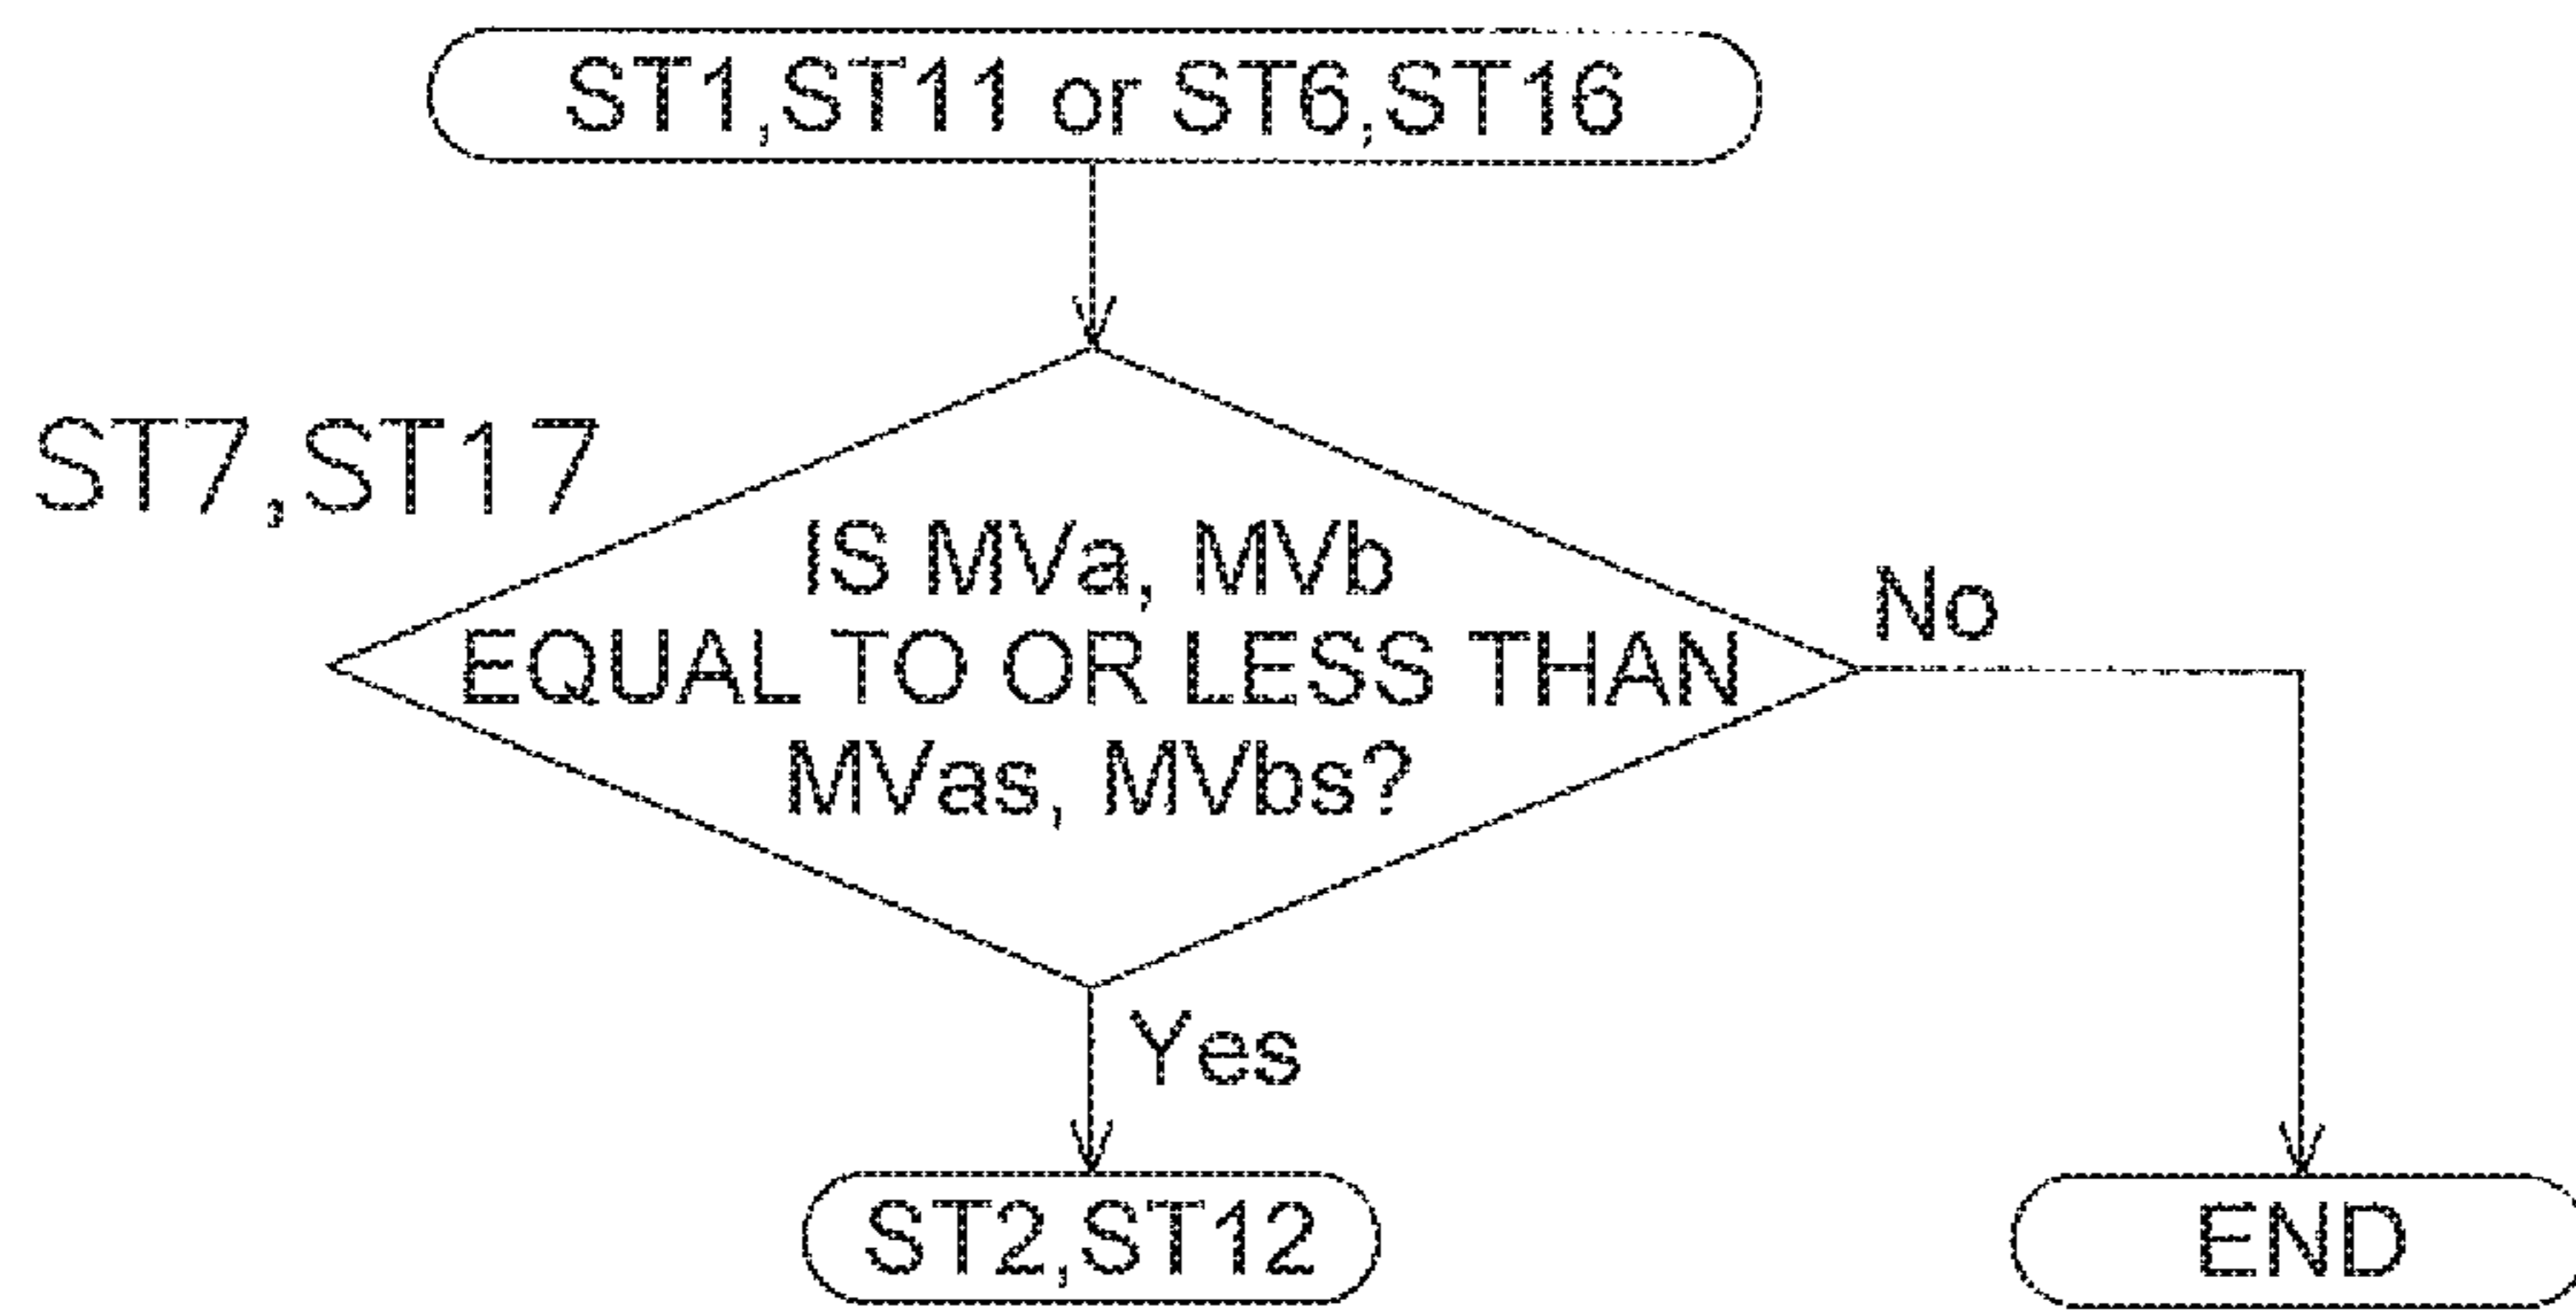 ST1,ST11 or ST6,ST16
ST7,ST17
IS MVa, MVb
EQUAL TO OR LESS THAN
MVas, MVbs?
No
Yes
ST2,ST12
END